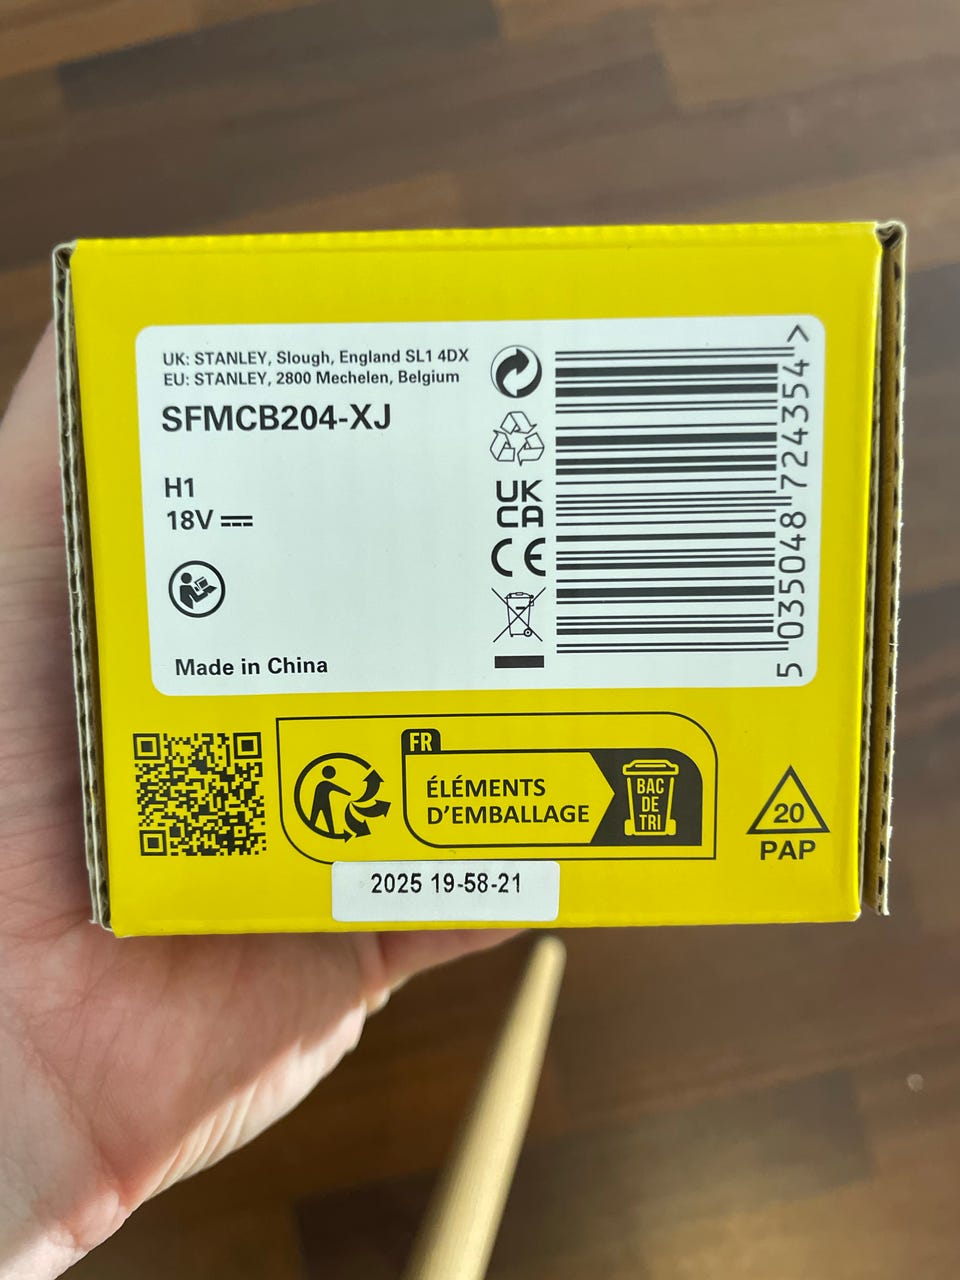 UK: STANLEY, Slough, England SL1 4DX
EU: STANLEY, 2800 Mechelen, Belgium
SFMCB204-XJ
H1
18V
Made in China
UK
CA
CE
5 035048 724354 >
FR
ÉLÉMENTS
D'EMBALLAGE
BAC
DE
TRI
20
PAP
2025 19-58-21